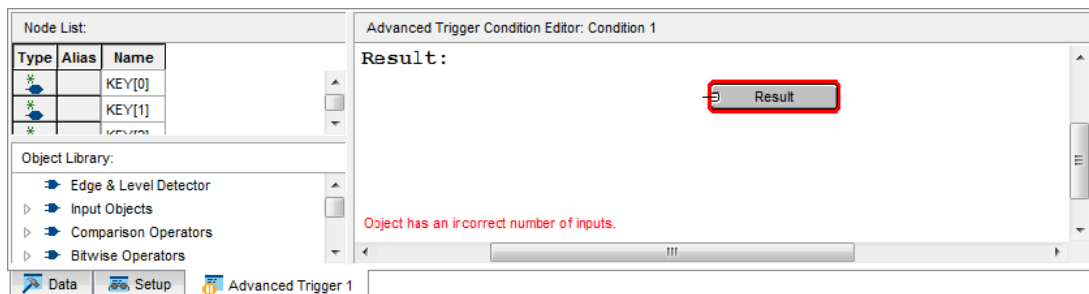 Node List:
Type Alias Name
KEY[0]
KEY[1]
Object Library:
Edge & Level Detector
Input Objects
Comparison Operators
Bitwise Operators
Advanced Trigger Condition Editor: Condition 1
Result:
Result
Object has an incorrect number of inputs.
Data Setup Advanced Trigger 1